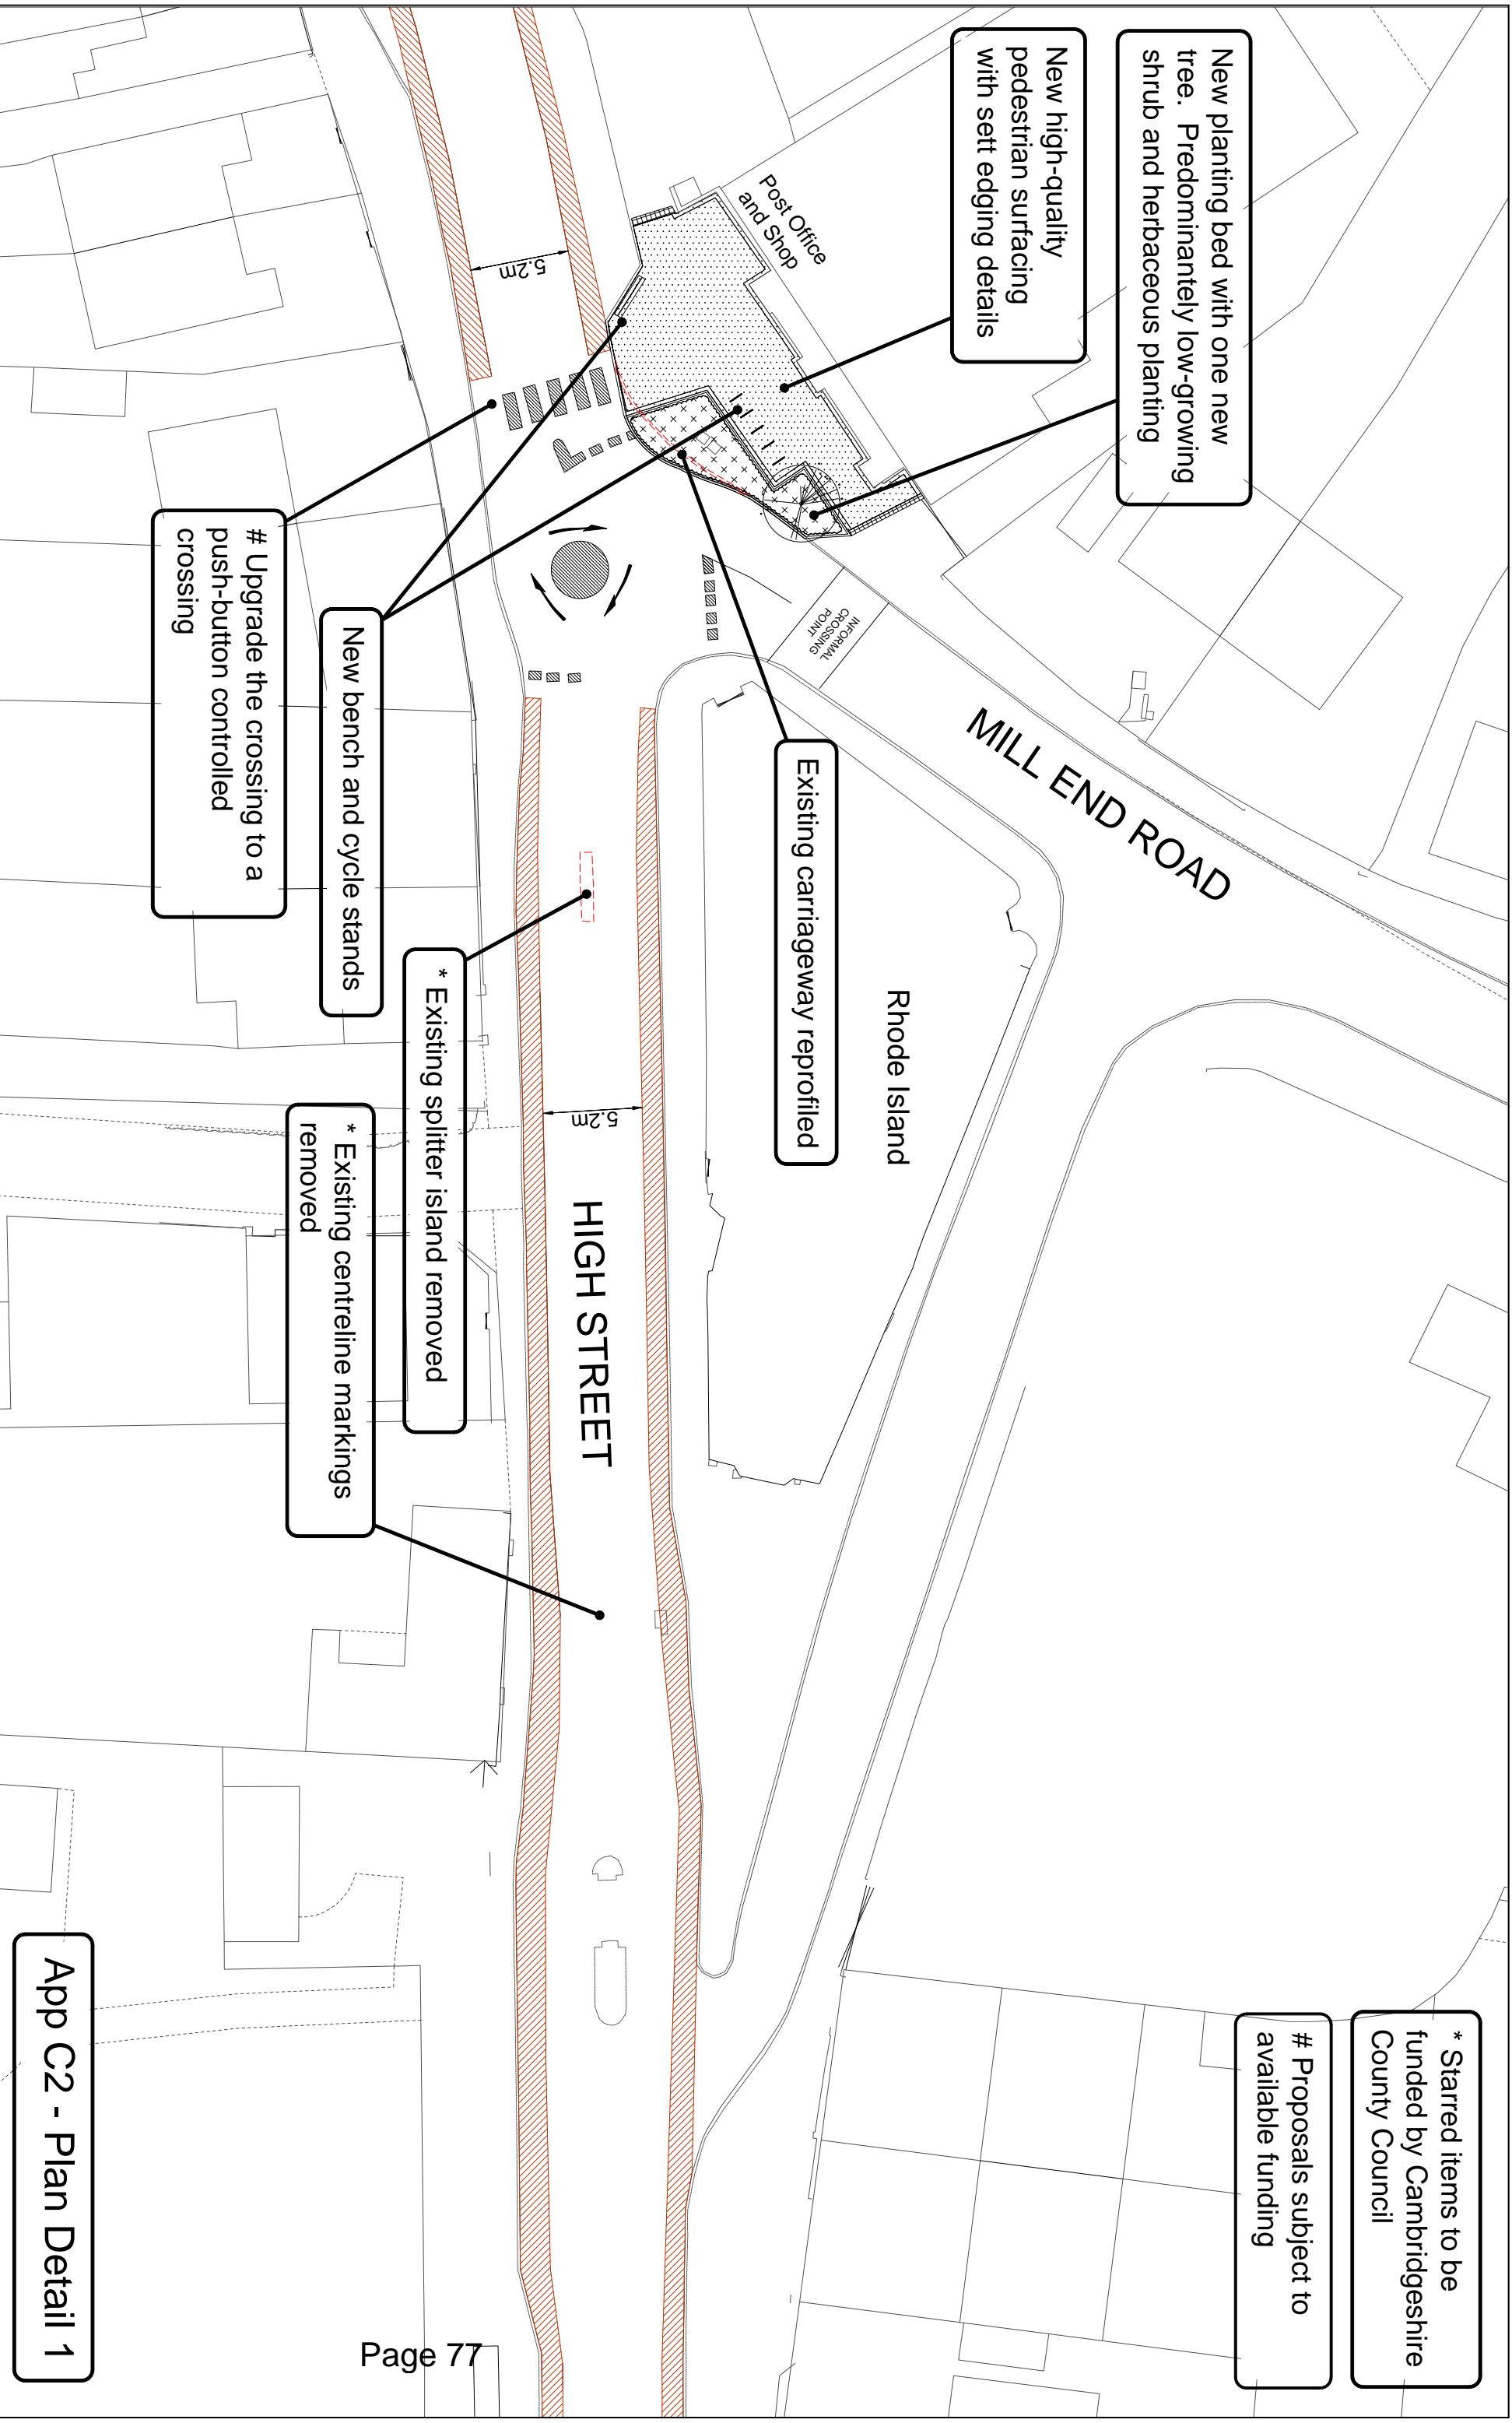 * Starred items to be
funded by Cambridgeshire
County Council
# Proposals subject to
available funding
New planting bed with one new
tree.  Predominantely low-growing
shrub and herbaceous planting
New high-quality
pedestrian surfacing
with sett edging details
Post Office
and Shop
MILL END ROAD
INFORMAL
CROSSING
POINT
Rhode Island
Existing carriageway reprofiled
5.2m
5.2m
HIGH STREET
* Existing splitter island removed
* Existing centreline markings
removed
New bench and cycle stands
# Upgrade the crossing to a
push-button controlled
crossing
App C2 - Plan Detail 1
Page 77